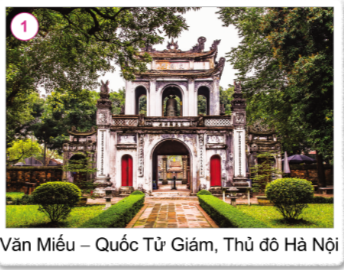 1
Văn Miếu – Quốc Tử Giám, Thủ đô Hà Nội